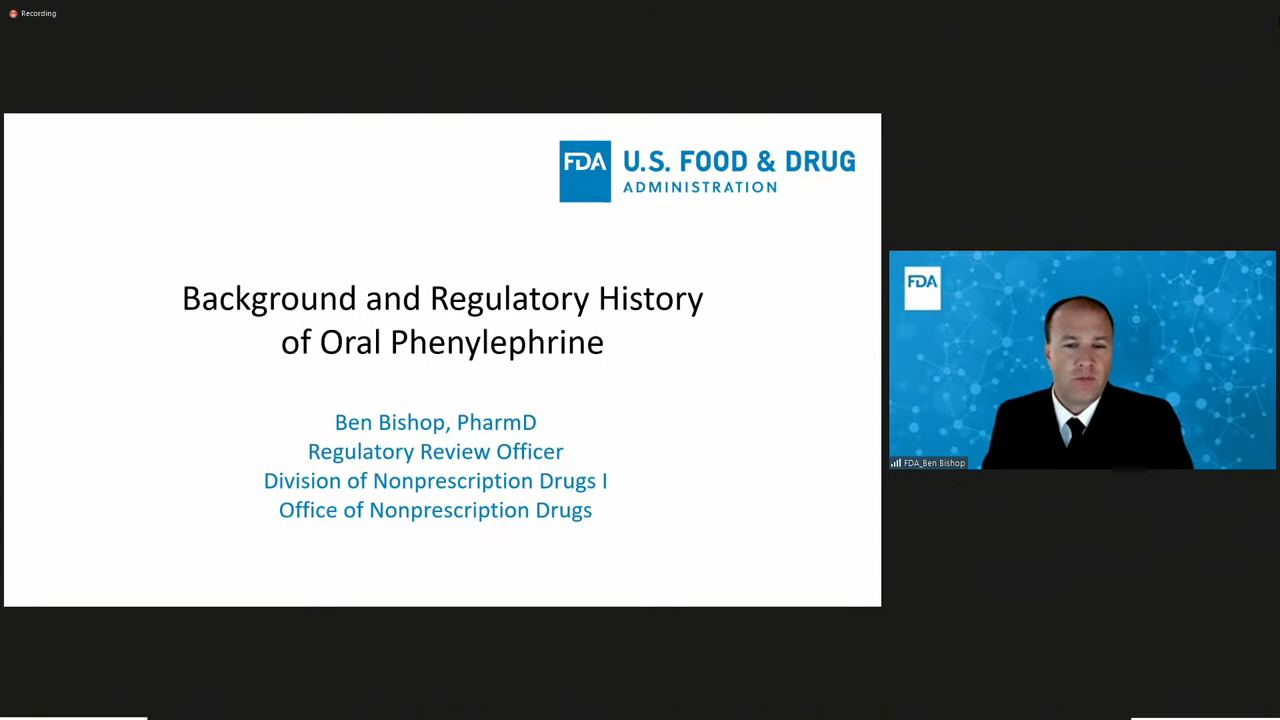 Recording
FDA
U.S. FOOD & DRUG
ADMINISTRATION
Background and Regulatory History
of Oral Phenylephrine
Ben Bishop, PharmD
Regulatory Review Officer
Division of Nonprescription Drugs I
Office of Nonprescription Drugs
FDA
FDA_Ben Bishop